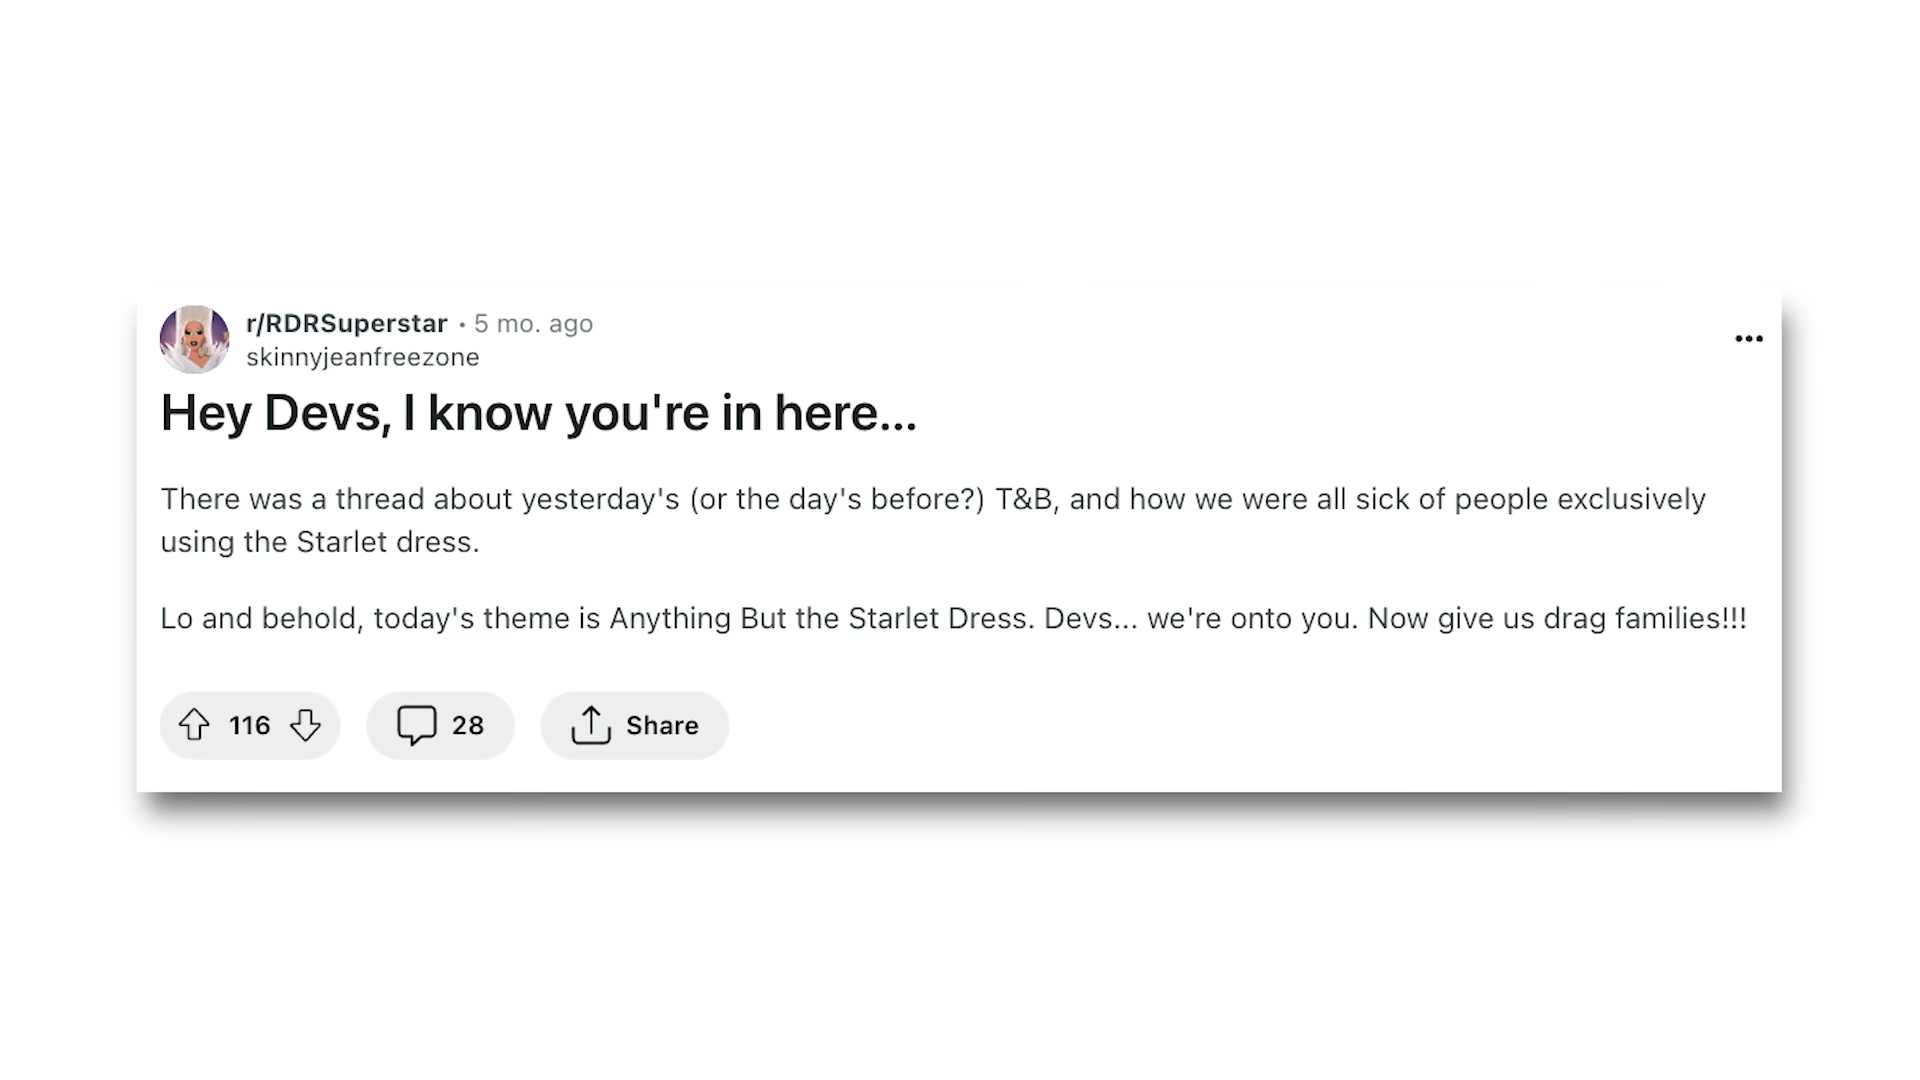 r/RDRSuperstar • 5 mo. ago
skinnyjeanfreezone
Hey Devs, I know you're in here...
There was a thread about yesterday's (or the day's before?) T&B, and how we were all sick of people exclusively
using the Starlet dress.
Lo and behold, today's theme is Anything But the Starlet Dress. Devs... we're onto you. Now give us drag families!!!
116 28 Share